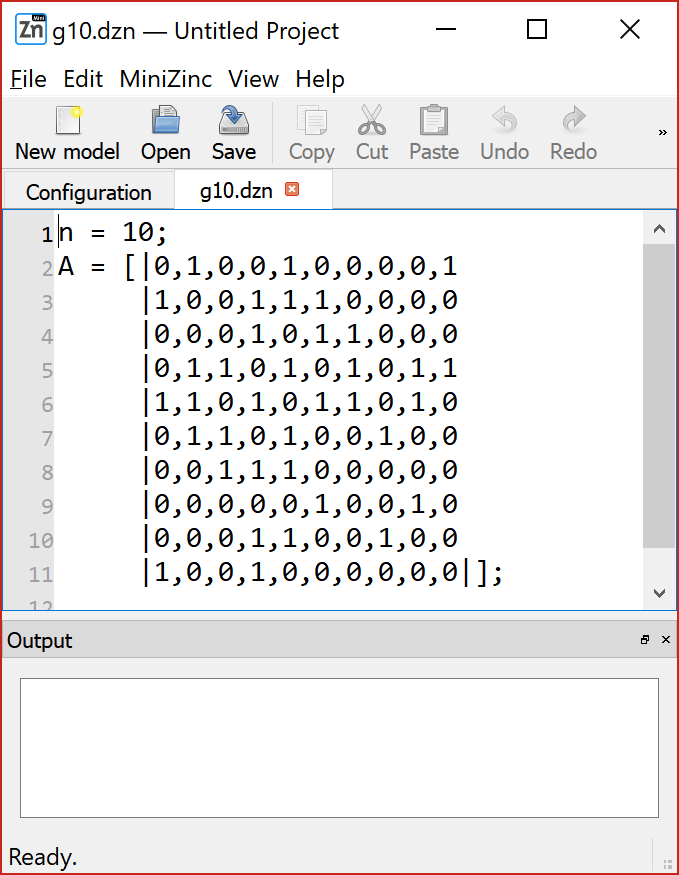 Zn Mini g10.dzn — Untitled Project
File Edit MiniZinc View Help
New model Open Save Copy Cut Paste Undo Redo »
Configuration g10.dzn
1 n = 10;
2 A = [|0,1,0,0,1,0,0,0,0,1
3 |1,0,0,1,1,1,0,0,0,0
4 |0,0,0,1,0,1,1,0,0,0
5 |0,1,1,0,1,0,1,0,1,1
6 |1,1,0,1,0,1,1,0,1,0
7 |0,1,1,0,1,0,0,1,0,0
8 |0,0,1,1,1,0,0,0,0,0
9 |0,0,0,0,0,1,0,0,1,0
10 |0,0,0,1,1,0,0,1,0,0
11 |1,0,0,1,0,0,0,0,0,0|];
12
Output
Ready.